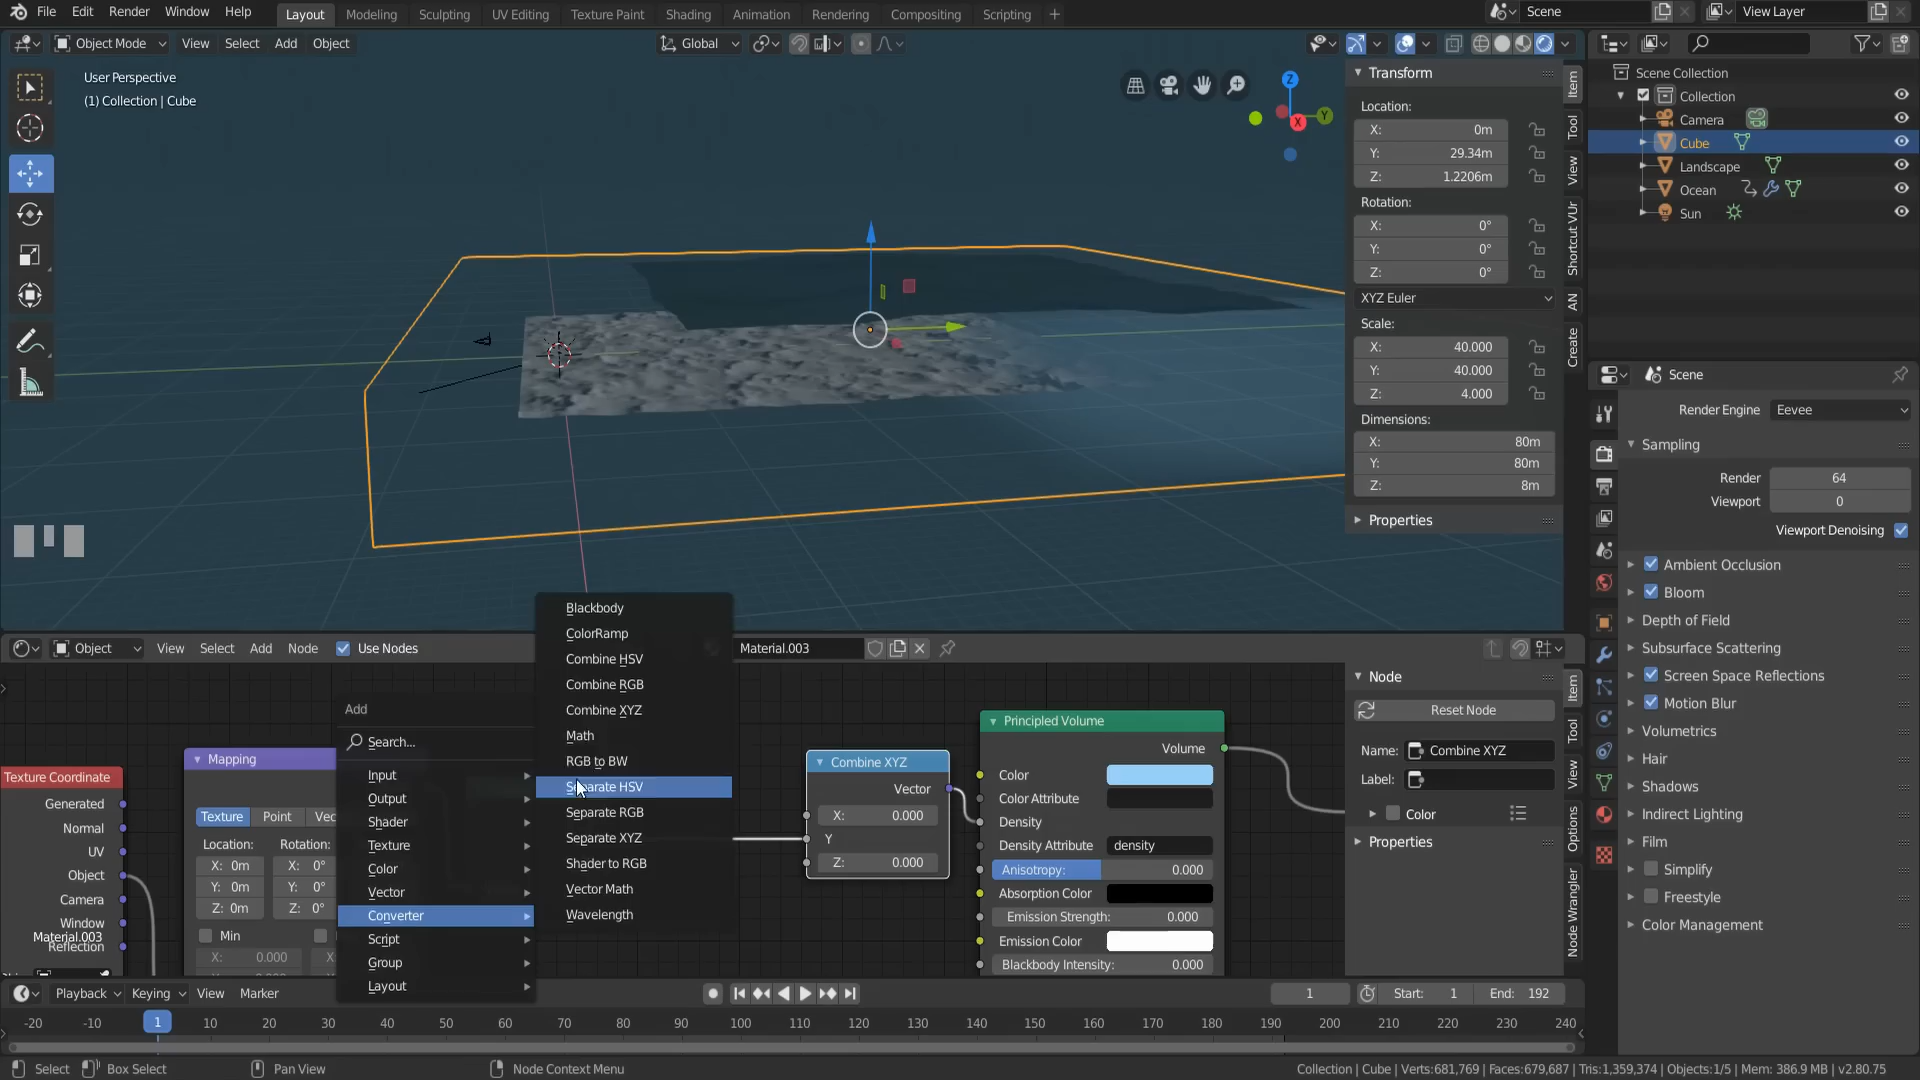 File Edit Render Window Help
Layout Modeling Sculpting UV Editing Texture Paint Shading Animation Rendering Compositing Scripting
Scene
View Layer
Object Mode View Select Add Object
Global
User Perspective
(1) Collection | Cube
Z
X
Y
Transform
Location:
X: 0m
Y: 29.34m
Z: 1.2206m
Rotation:
X: 0°
Y: 0°
Z: 0°
XYZ Euler
Scale:
X: 40.000
Y: 40.000
Z: 4.000
Dimensions:
X: 80m
Y: 80m
Z: 8m
Properties
Item
Tool
View
Shortcut VUr
AN
Create
Scene Collection
Collection
Camera
Cube
Landscape
Ocean
Sun
Scene
Render Engine Eevee
Sampling
Render 64
Viewport 0
Viewport Denoising
Ambient Occlusion
Bloom
Depth of Field
Subsurface Scattering
Screen Space Reflections
Motion Blur
Volumetrics
Hair
Shadows
Indirect Lighting
Film
Simplify
Freestyle
Color Management
Object View Select Add Node Use Nodes
Material.003
Texture Coordinate
Generated
Normal
UV
Object
Camera
Window
Material.003
Reflection
Mapping
Texture Point Vec
Location: Rotation:
X: 0m X: 0°
Y: 0m Y: 0°
Z: 0m Z: 0°
Min
0.000
Add
Search...
Input
Output
Shader
Texture
Color
Vector
Converter
Script
Group
Layout
Blackbody
ColorRamp
Combine HSV
Combine RGB
Combine XYZ
Math
RGB to BW
Separate HSV
Separate RGB
Separate XYZ
Shader to RGB
Vector Math
Wavelength
Combine XYZ
Vector
X: 0.000
Y
Z: 0.000
Principled Volume
Volume
Color
Color Attribute
Density
Density Attribute density
Anisotropy: 0.000
Absorption Color
Emission Strength: 0.000
Emission Color
Blackbody Intensity: 0.000
Node
Reset Node
Name: Combine XYZ
Label:
Color
Properties
Item
Tool
View
Options
Node Wrangler
Playback Keying View Marker
1
Start: 1
End: 192
-20 -10 1 10 20 30 40 50 60 70 80 90 100 110 120 130 140 150 160 170 180 190 200 210 220 230 240
Select Box Select Pan View Node Context Menu
Collection | Cube | Verts:681,769 | Faces:679,687 | Tris:1,359,374 | Objects:1/5 | Mem: 386.9 MB | v2.80.75